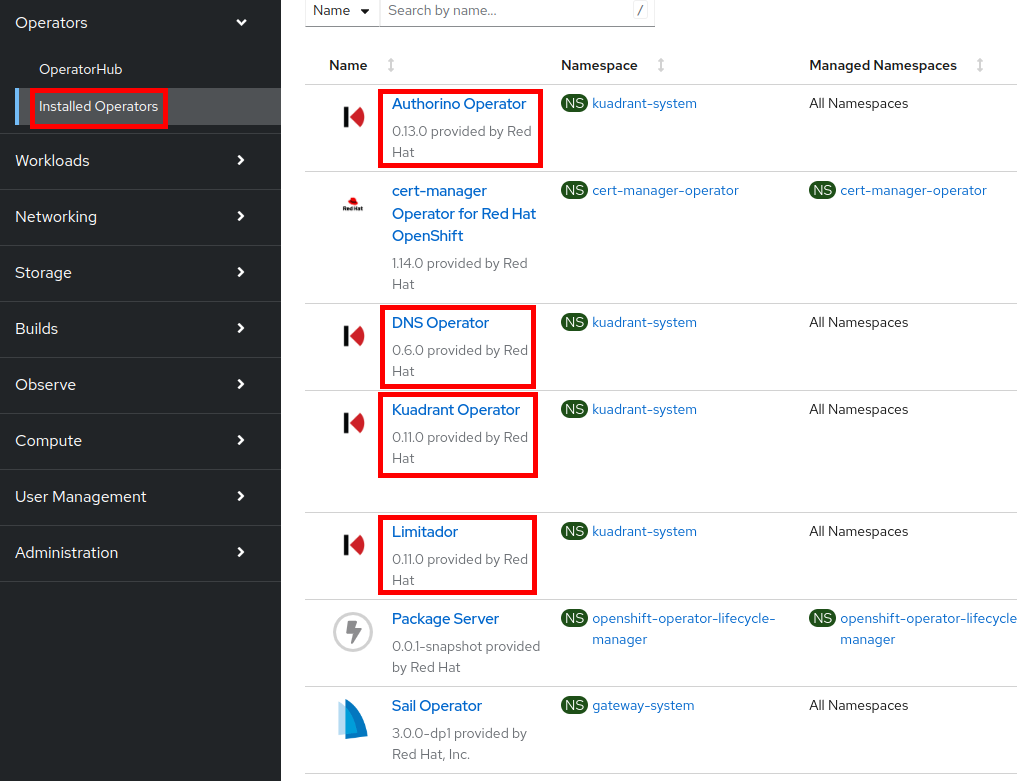 Operators
OperatorHub
Installed Operators
Workloads
Networking
Storage
Builds
Observe
Compute
User Management
Administration
Name Search by name... /
Name Namespace Managed Namespaces
Authorino Operator NS kuadrant-system All Namespaces
0.13.0 provided by Red
Hat
cert-manager NS cert-manager-operator NS cert-manager-operator
Operator for Red Hat
OpenShift
1.14.0 provided by Red
Hat
Red Hat
DNS Operator NS kuadrant-system All Namespaces
0.6.0 provided by Red
Hat
Kuadrant Operator NS kuadrant-system All Namespaces
0.11.0 provided by Red
Hat
Limitador NS kuadrant-system All Namespaces
0.11.0 provided by Red
Hat
Package Server NS openshift-operator-lifecycle- NS openshift-operator-lifecycle
manager manager
0.0.1-snapshot provided
by Red Hat
Sail Operator NS gateway-system All Namespaces
3.0.0-dp1 provided by
Red Hat, Inc.